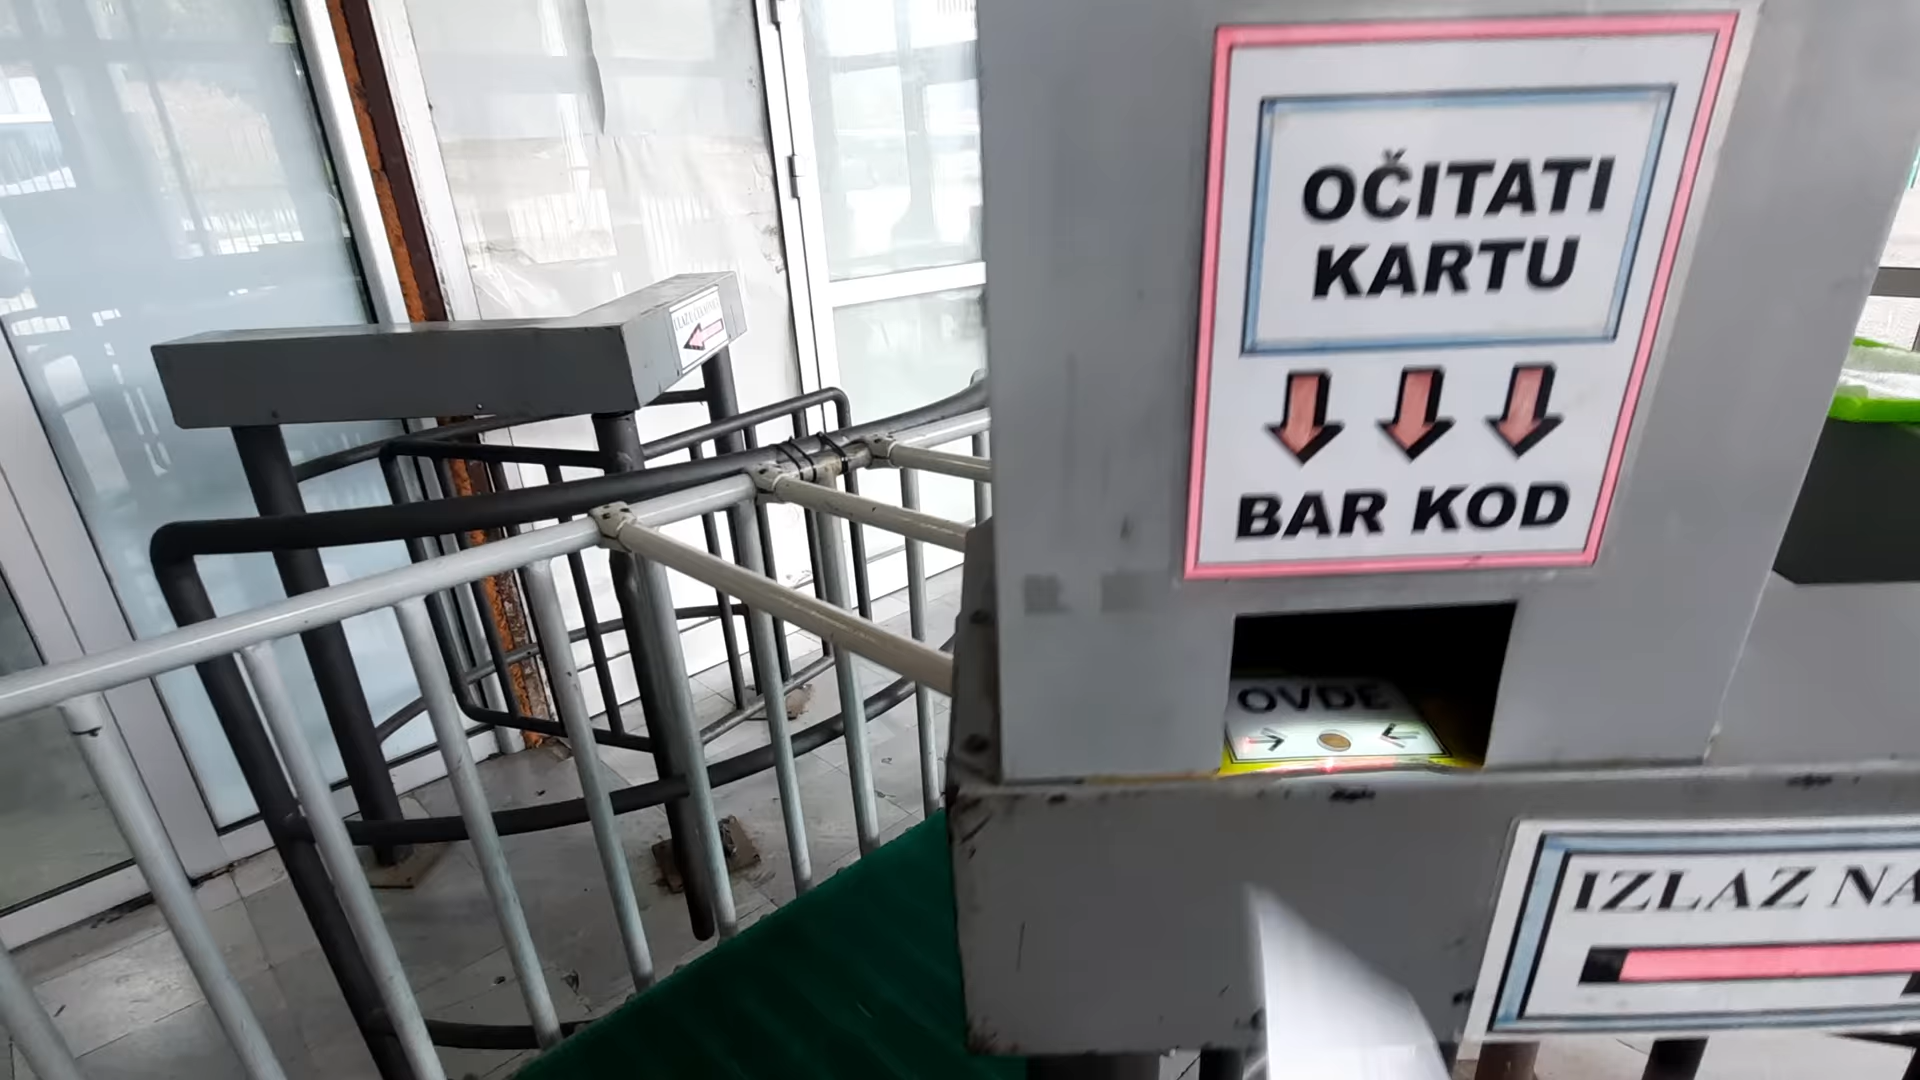 OČITATI
KARTU
BAR KOD
OVDE
IZLAZ NA